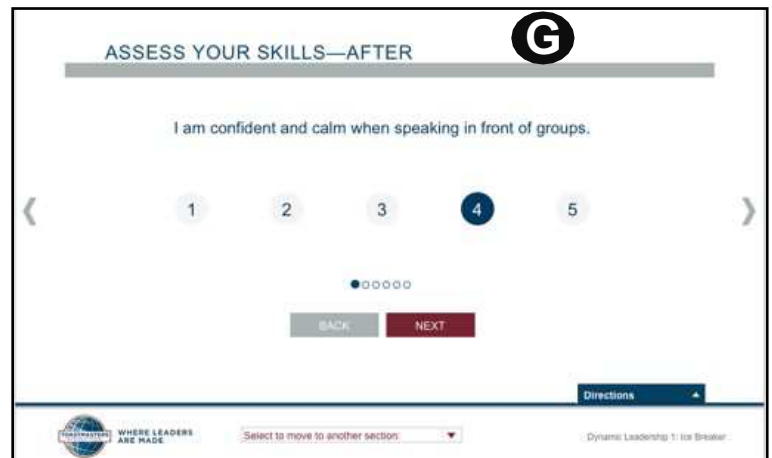 G
ASSESS YOUR SKILLS—AFTER
I am confident and calm when speaking in front of groups.
1 2 3 4 5
BACK NEXT
Directions
TOASTMASTERS
WHERE LEADERS
ARE MADE
Select to move to another section:
Dynamic Leadership 1: Ice Breaker